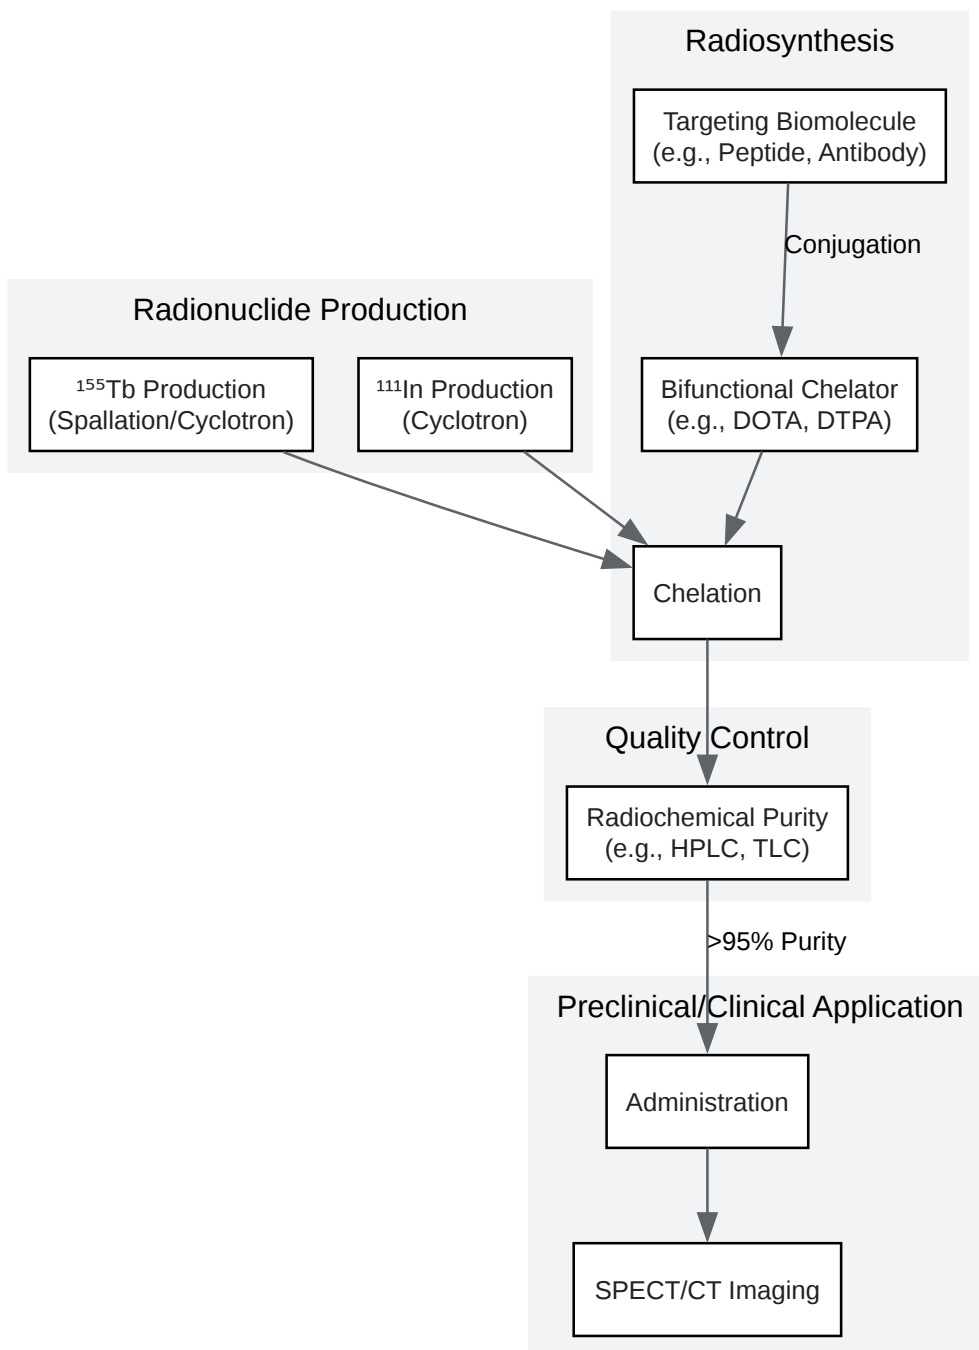 Radiosynthesis
Targeting Biomolecule
(e.g., Peptide, Antibody)
Conjugation
Radionuclide Production
¹⁵⁵Tb Production
(Spallation/Cyclotron)
¹¹¹In Production
(Cyclotron)
Bifunctional Chelator
(e.g., DOTA, DTPA)
Chelation
Quality Control
Radiochemical Purity
(e.g., HPLC, TLC)
>95% Purity
Preclinical/Clinical Application
Administration
SPECT/CT Imaging